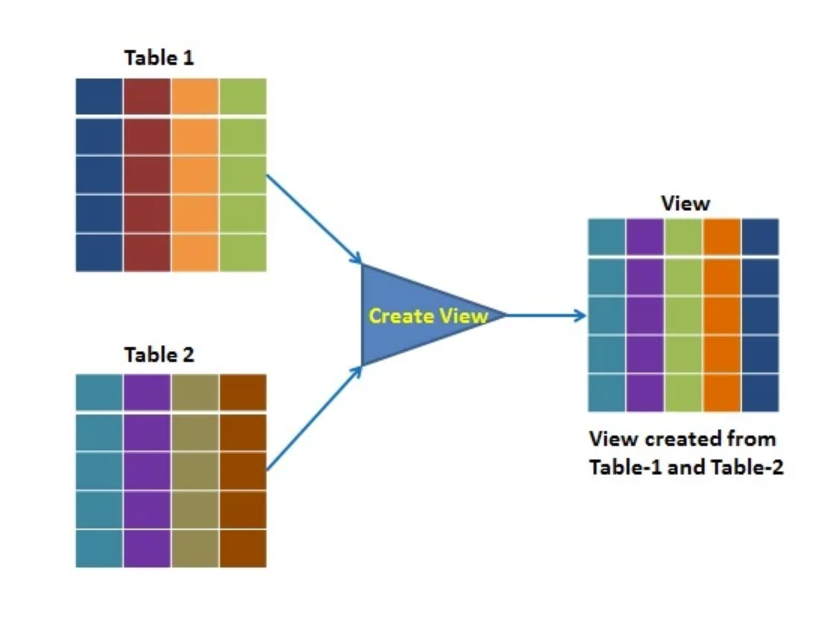 Table 1
Table 2
Create View
View
View created from
Table-1 and Table-2